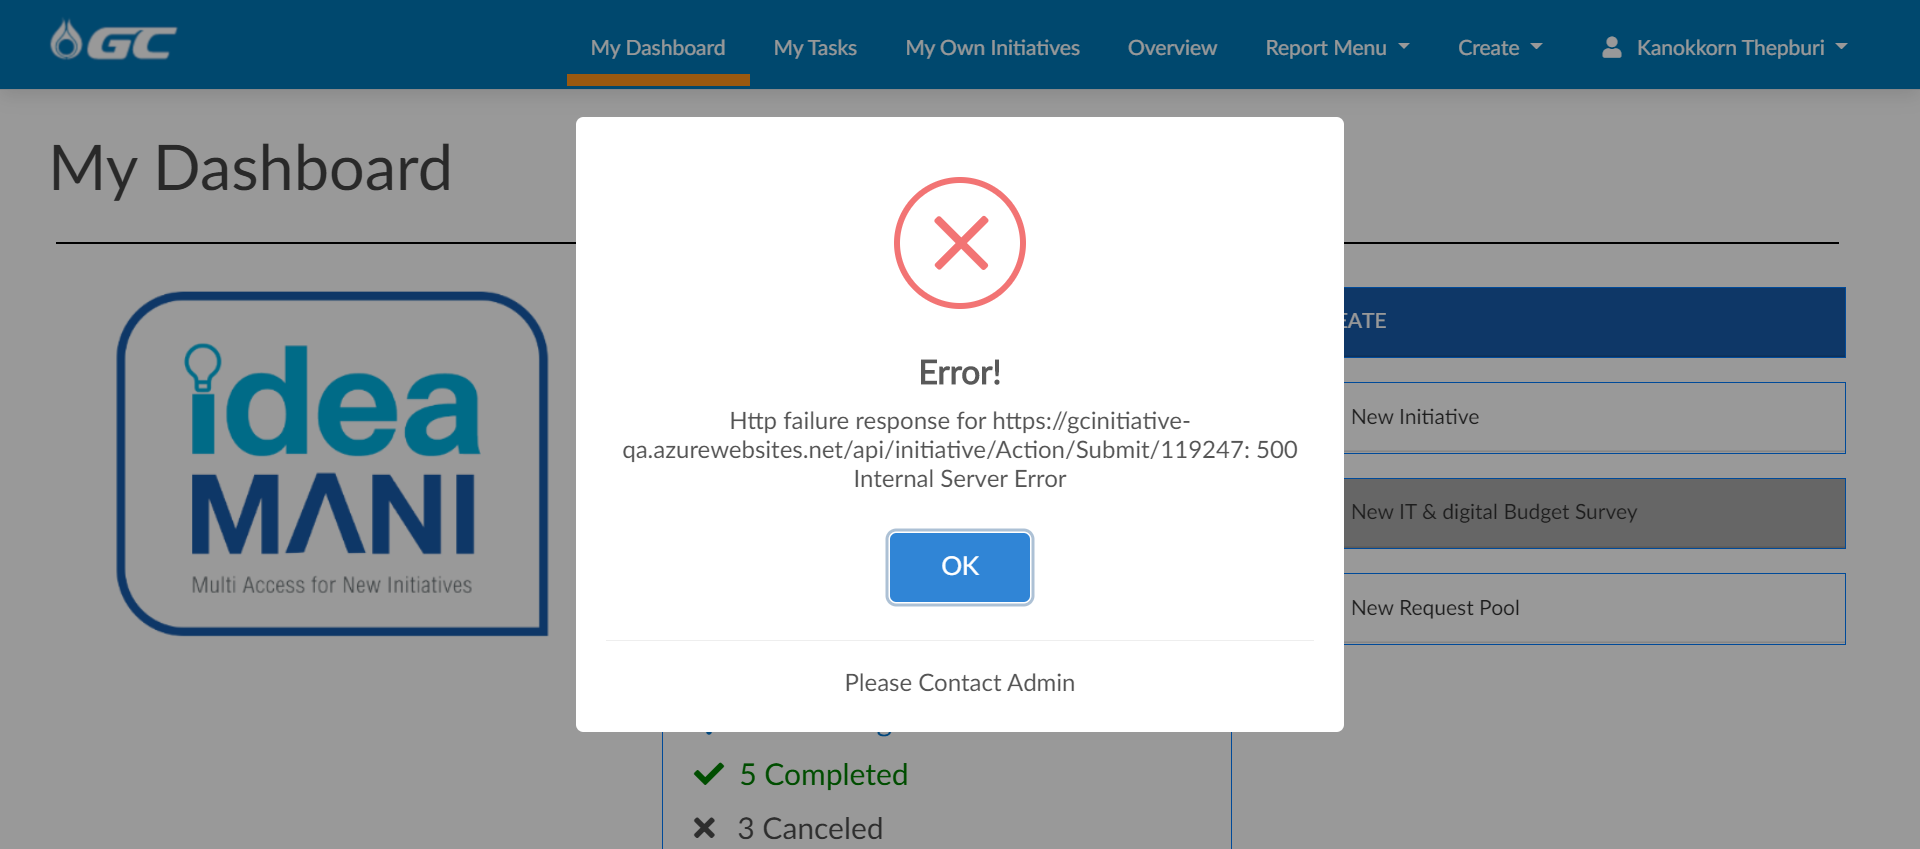 GC
My Dashboard
My Tasks
My Own Initiatives
Overview
Report Menu
Create
Kanokkorn Thepburi
My Dashboard
idea
MANI
Multi Access for New Initiatives
Error!
Http failure response for https://gcinitiative-
qa.azurewebsites.net/api/initiative/Action/Submit/119247: 500
Internal Server Error
OK
Please Contact Admin
EATE
New Initiative
New IT & digital Budget Survey
New Request Pool
5 Completed
3 Canceled